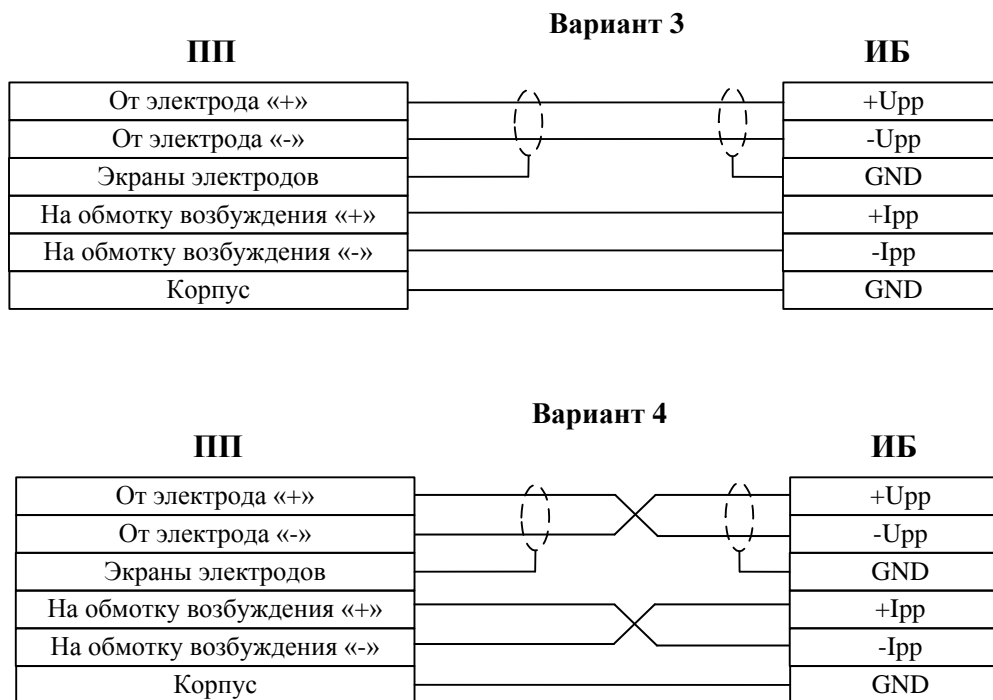 Вариант 3
ПП ИБ
От электрода «+» +Upp
От электрода «-» -Upp
Экраны электродов GND
На обмотку возбуждения «+» +Ipp
На обмотку возбуждения «-» -Ipp
Корпус GND
Вариант 4
ПП ИБ
От электрода «+» +Upp
От электрода «-» -Upp
Экраны электродов GND
На обмотку возбуждения «+» +Ipp
На обмотку возбуждения «-» -Ipp
Корпус GND